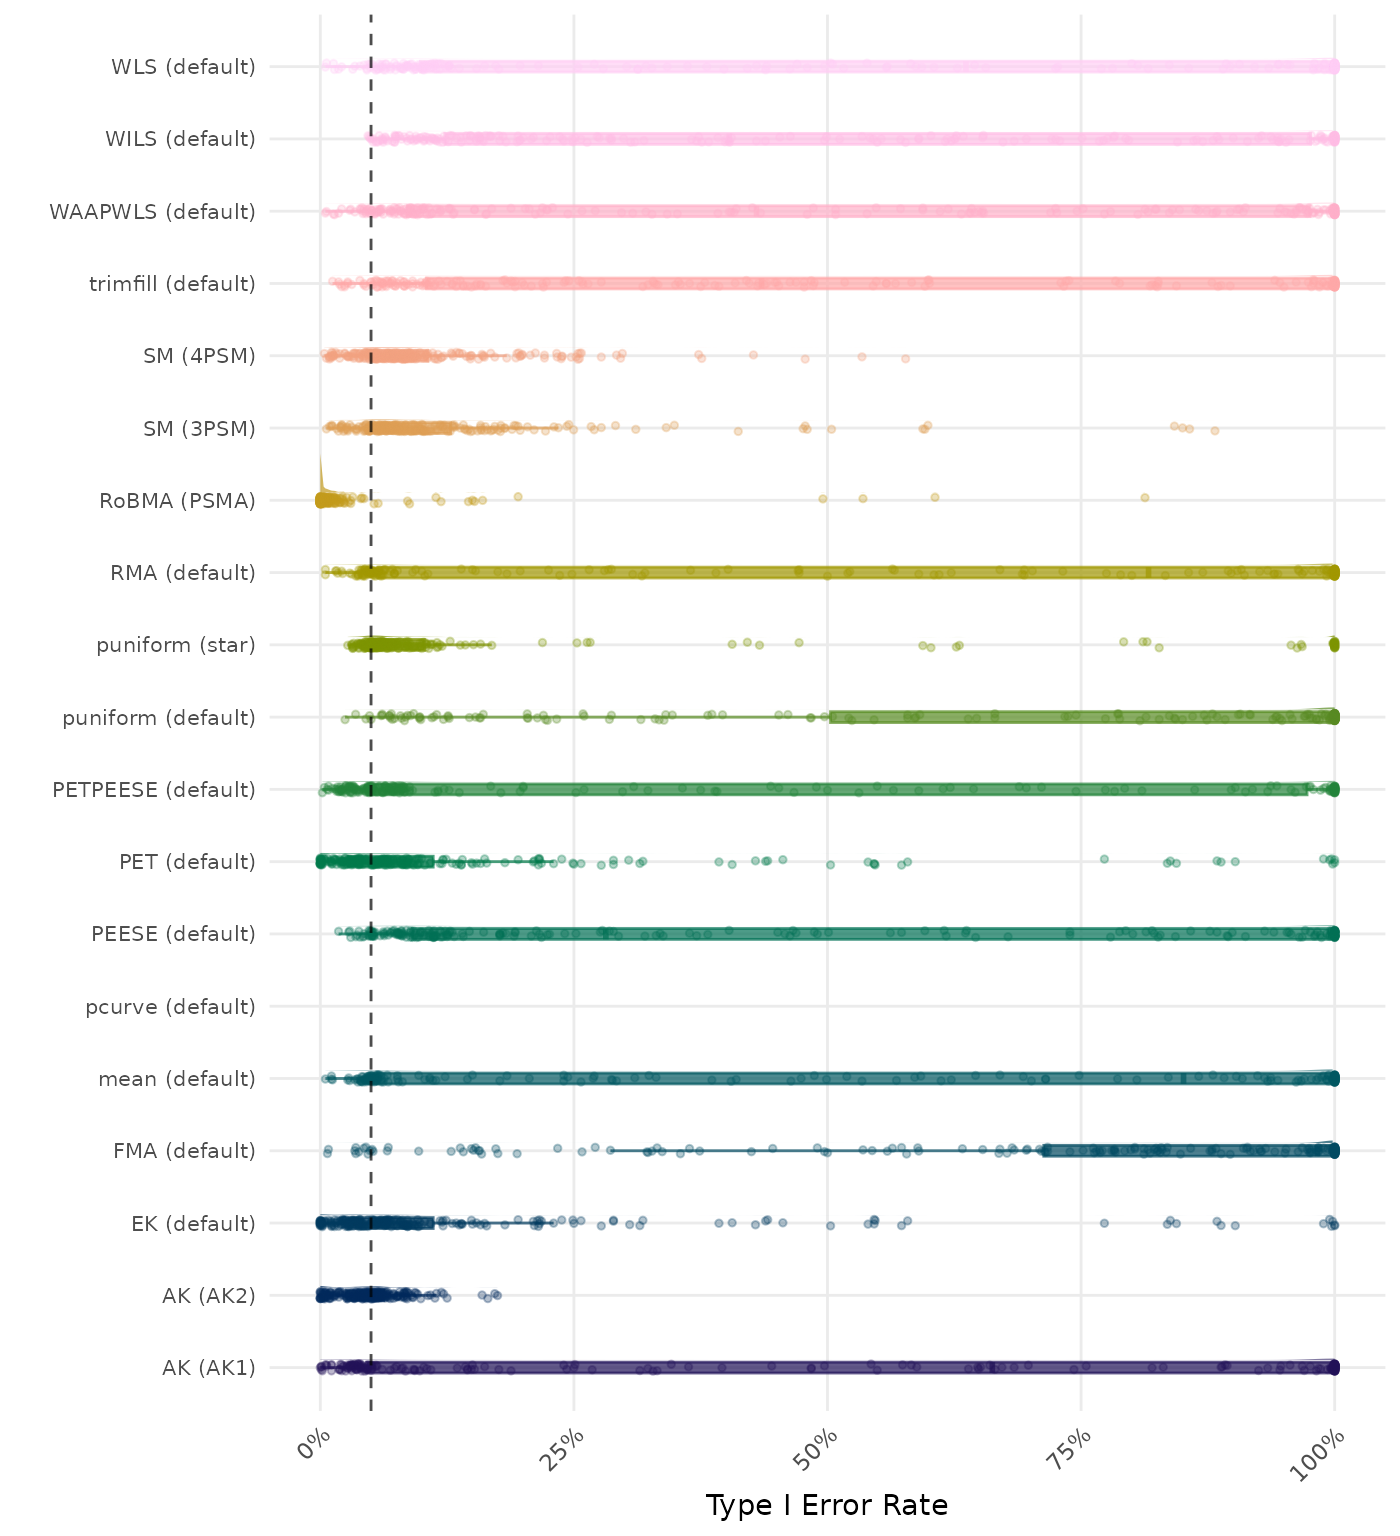 WLS (default)
WILS (default)
WAAPWLS (default)
trimfill (default)
SM (4PSM)
SM (3PSM)
RoBMA (PSMA)
RMA (default)
puniform (star)
puniform (default)
PETPEESE (default)
PET (default)
PEESE (default)
pcurve (default)
mean (default)
FMA (default)
EK (default)
AK (AK2)
AK (AK1)
0%
25%
50%
75%
100%
Type I Error Rate